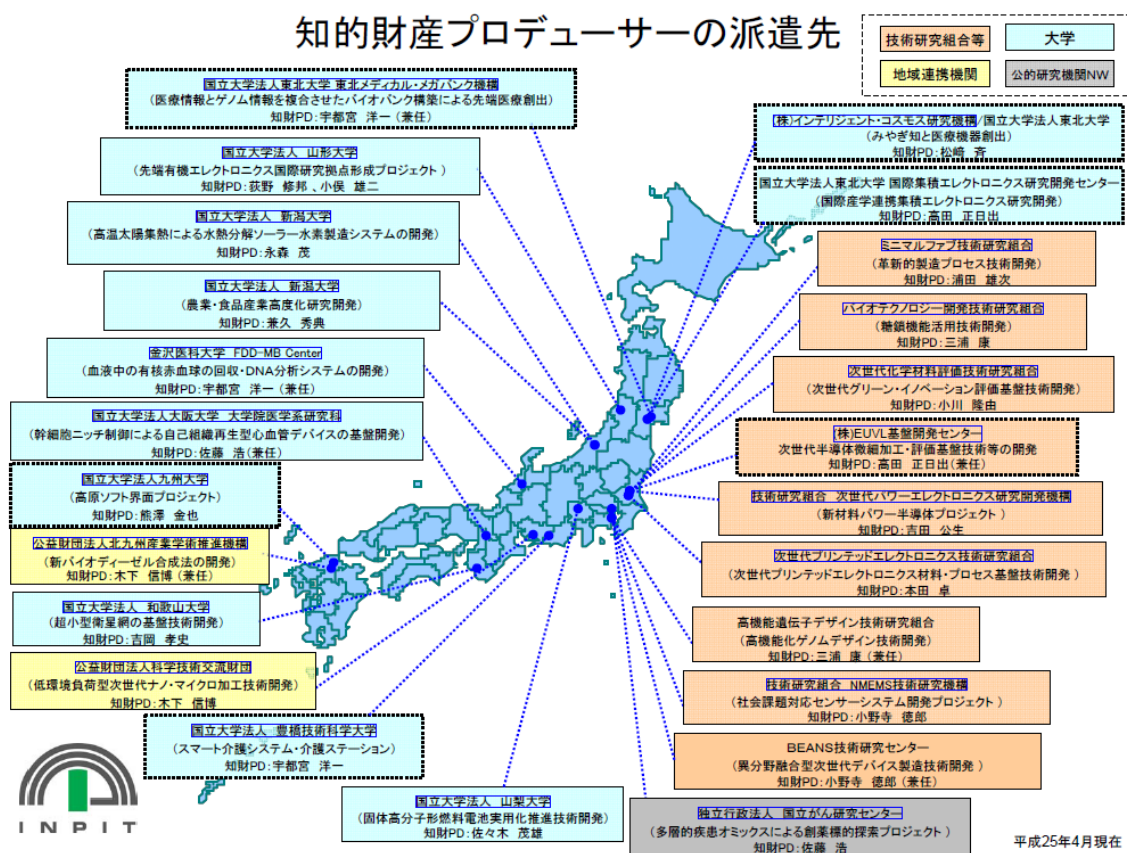 知的財産プロデューサーの派遣先
技術研究組合等
大学
地域連携機関
公的研究機関NW
国立大学法人東北大学 東北メディカル・メガバンク機構
(医療情報とゲノム情報を複合させたバイオバンク構築による先端医療創出)
知財PD:宇都宮 洋一(兼任)
国立大学法人 山形大学
(先端有機エレクトロニクス国際研究拠点形成プロジェクト)
知財PD:荻野 修邦、小俣 雄二
国立大学法人 新潟大学
(高温太陽集熱による水熱分解ソーラー水素製造システムの開発)
知財PD:永森 茂
国立大学法人 新潟大学
(農業・食品産業高度化研究開発)
知財PD:兼久 秀典
金沢医科大学 FDD-MB Center
(血液中の有核赤血球の回収・DNA分析システムの開発)
知財PD:宇都宮 洋一(兼任)
国立大学法人大阪大学 大学院医学系研究科
(幹細胞ニッチ制御による自己組織再生型心血管デバイスの基盤開発)
知財PD:佐藤 浩(兼任)
国立大学法人九州大学
(高原ソフト界面プロジェクト)
知財PD:熊澤 金也
公益財団法人北九州産業学術推進機構
(新バイオディーゼル合成法の開発)
知財PD:木下 信博(兼任)
国立大学法人 和歌山大学
(超小型衛星網の基盤技術開発)
知財PD:吉岡 孝史
公益財団法人科学技術交流財団
(低環境負荷型次世代ナノ・マイクロ加工技術開発)
知財PD:木下 信博
国立大学法人 豊橋技術科学大学
(スマート介護システム・介護ステーション)
知財PD:宇都宮 洋一
国立大学法人 山梨大学
(固体高分子形燃料電池実用化推進技術開発)
知財PD:佐々木 茂雄
(株)インテリジェント・コスモス研究機構/国立大学法人東北大学
(みやぎ知と医療機器創出)
知財PD:松﨑 斉
国立大学法人東北大学 国際集積エレクトロニクス研究開発センター
(国際産学連携集積エレクトロニクス研究開発)
知財PD:高田 正日出
ミニマルファブ技術研究組合
(革新的製造プロセス技術開発)
知財PD:浦田 雄次
バイオテクノロジー開発技術研究組合
(糖鎖機能活用技術開発)
知財PD:三浦 康
次世代化学材料評価技術研究組合
(次世代グリーン・イノベーション評価基盤技術開発)
知財PD:小川 隆由
(株)EUVL基盤開発センター
次世代半導体微細加工・評価基盤技術等の開発
知財PD:高田 正日出(兼任)
技術研究組合 次世代パワーエレクトロニクス研究開発機構
(新材料パワー半導体プロジェクト)
知財PD:吉田 公生
次世代プリンテッドエレクトロニクス技術研究組合
(次世代プリンテッドエレクトロニクス材料・プロセス基盤技術開発)
知財PD:本田 卓
高機能遺伝子デザイン技術研究組合
(高機能化ゲノムデザイン技術開発)
知財PD:三浦 康(兼任)
技術研究組合 NMEMS技術研究機構
(社会課題対応センサーシステム開発プロジェクト)
知財PD:小野寺 徳郎
BEANS技術研究センター
(異分野融合型次世代デバイス製造技術開発)
知財PD:小野寺 徳郎(兼任)
独立行政法人 国立がん研究センター
(多層的疾患オミックスによる創薬標的探索プロジェクト)
知財PD:佐藤 浩
INPIT
平成25年4月現在